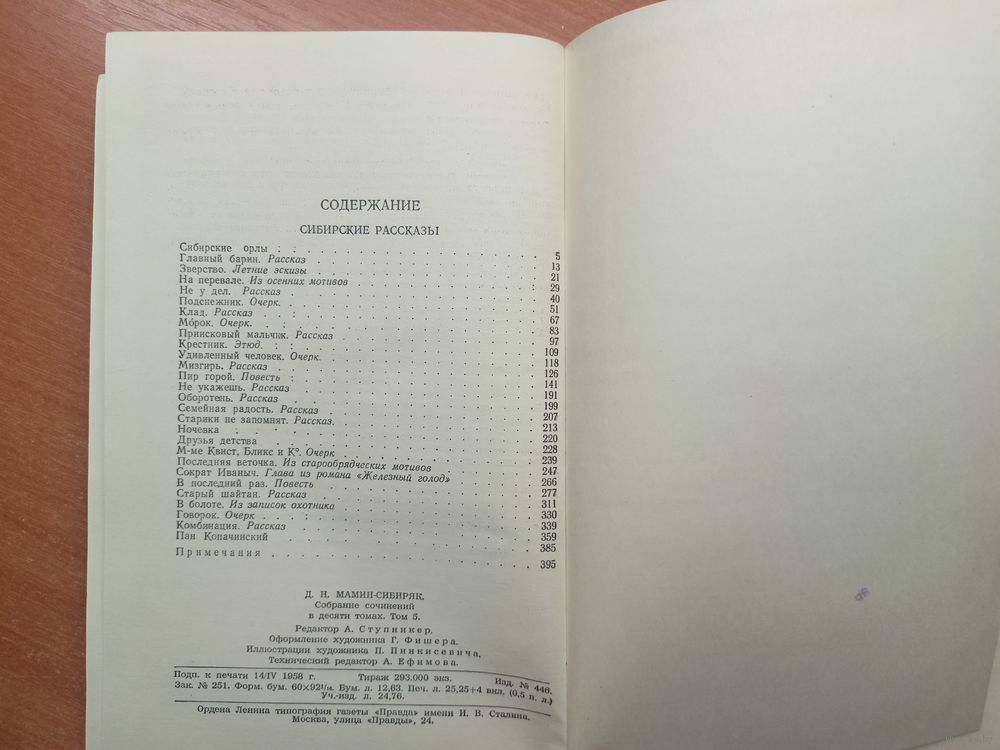 СОДЕРЖАНИЕ
СИБИРСКИЕ РАССКАЗЫ
Сибирские орлы . . . 5
Главный барин. Рассказ . . . 13
Зверство. Летние эскизы . . . 21
На перевале. Из осенних мотивов . . . 29
Не у дел. Рассказ . . . 40
Подснежник. Очерк. . . . 51
Клад. Рассказ . . . 67
Мо́рок. Очерк. . . . 83
Приисковый мальчик. Рассказ . . . 97
Крестник. Этюд. . . . 109
Удивленный человек. Очерк. . . . 118
Мизгирь. Рассказ . . . 126
Пир горой. Повесть . . . 141
Не укажешь. Рассказ . . . 191
Оборотень. Рассказ . . . 199
Семейная радость. Рассказ . . . 207
Старики не запомнят. Рассказ. . . . 213
Ночевка . . . 220
Друзья детства . . . 228
М-ме Квист, Бликс и К°. Очерк . . . 239
Последняя веточка. Из старообрядческих мотивов . . . 247
Сократ Иваныч. Глава из романа «Железный голод» . . . 266
В последний раз. Повесть . . . 277
Старый шайтан. Рассказ . . . 311
В болоте. Из записок охотника . . . 330
Говорок. Очерк . . . 339
Комбинация. Рассказ . . . 359
Пан Копачинский . . . 385
Примечания . . . 395
Д. Н. МАМИН-СИБИРЯК.
Собрание сочинений
в десяти томах. Том 5.
Редактор А. Ступникер.
Оформление художника Г. Фишера.
Иллюстрации художника П. Пинкисевича,
Технический редактор А. Ефимова.
Подп. к печати 14/IV 1958 г. Тираж 293.000 экз. Изд. № 446.
Зак. № 251. Форм. бум. 60×92¹/₁₆. Бум. л. 12,63. Печ. л. 25,25+4 вкл. (0,5 п. л.)
Уч.-изд. л. 24,76.
Ордена Ленина типография газеты «Правда» имени И. В. Сталина.
Москва, улица «Правды», 24.